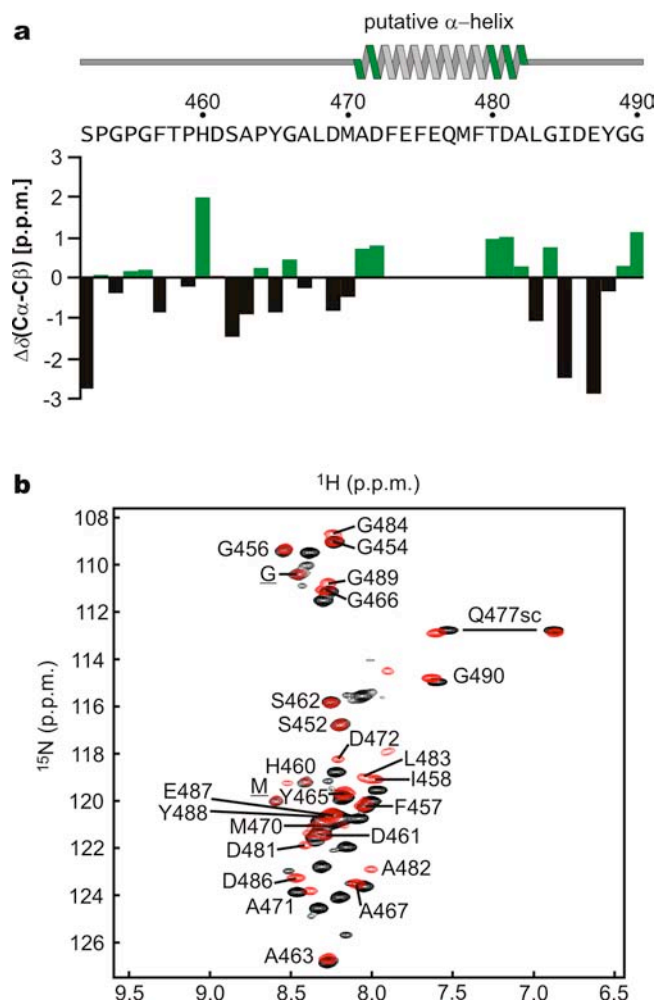 a
putative α–helix
460 470 480 490
SPGPGFTPHDSAPYGALDMADFEFEQMFTDALGIDEYGG
Δδ(Cα-Cβ) [p.p.m.]
3
2
1
0
-1
-2
-3
b
¹H (p.p.m.)
¹⁵N (p.p.m.)
108
110
112
114
116
118
120
122
124
126
G484
G456
G454
G
G489
G466
Q477sc
G490
S462
S452
D472
H460
L483
M
I458
E487
Y465
Y488
F457
M470
D461
D481
A482
D486
A471
A467
A463
9.5 9.0 8.5 8.0 7.5 7.0 6.5